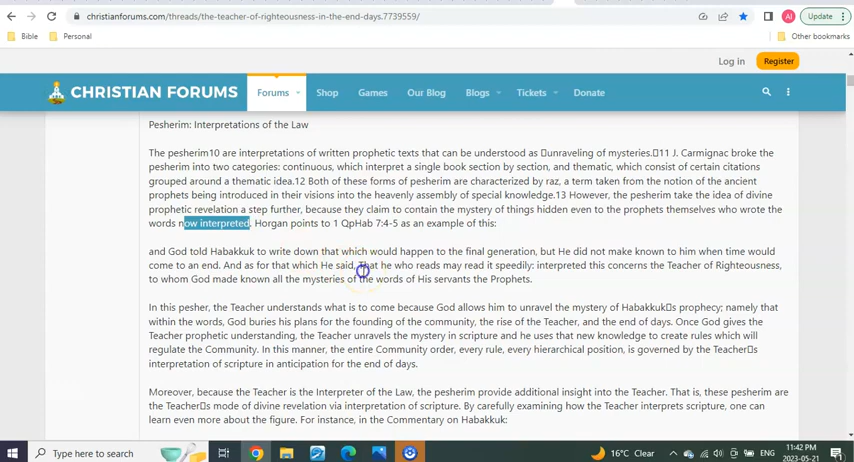 christianforums.com/threads/the-teacher-of-righteousness-in-the-end-days.7739559/
AI
Update
Bible
Personal
Other bookmarks
Log in
Register
CHRISTIAN FORUMS
Forums
Shop
Games
Our Blog
Blogs
Tickets
Donate
Pesherim: Interpretations of the Law
The pesherim10 are interpretations of written prophetic texts that can be understood as □unraveling of mysteries.□11 J. Carmignac broke the
pesherim into two categories: continuous, which interpret a single book section by section, and thematic, which consist of certain citations
grouped around a thematic idea.12 Both of these forms of pesherim are characterized by raz, a term taken from the notion of the ancient
prophets being introduced in their visions into the heavenly assembly of special knowledge.13 However, the pesherim take the idea of divine
prophetic revelation a step further, because they claim to contain the mystery of things hidden even to the prophets themselves who wrote the
words now interpreted. Horgan points to 1 QpHab 7:4-5 as an example of this:
and God told Habakkuk to write down that which would happen to the final generation, but He did not make known to him when time would
come to an end. And as for that which He said, That he who reads may read it speedily: interpreted this concerns the Teacher of Righteousness,
to whom God made known all the mysteries of the words of His servants the Prophets.
In this pesher, the Teacher understands what is to come because God allows him to unravel the mystery of Habakkuk□s prophecy; namely that
within the words, God buries his plans for the founding of the community, the rise of the Teacher, and the end of days. Once God gives the
Teacher prophetic understanding, the Teacher unravels the mystery in scripture and he uses that new knowledge to create rules which will
regulate the Community. In this manner, the entire Community order, every rule, every hierarchical position, is governed by the Teacher□s
interpretation of scripture in anticipation for the end of days.
Moreover, because the Teacher is the Interpreter of the Law, the pesherim provide additional insight into the Teacher. That is, these pesherim are
the Teacher□s mode of divine revelation via interpretation of scripture. By carefully examining how the Teacher interprets scripture, one can
learn even more about the figure. For instance, in the Commentary on Habakkuk:
Type here to search
16°C Clear
ENG
11:42 PM
2023-05-21